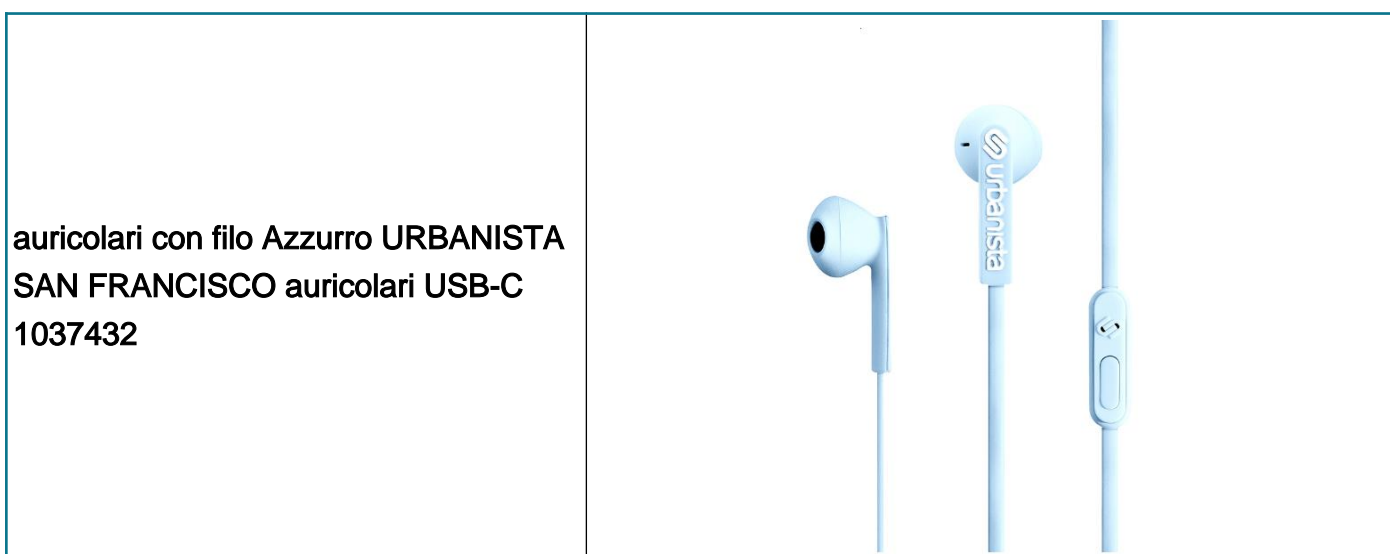 auricolari con filo Azzurro URBANISTA
SAN FRANCISCO auricolari USB-C
1037432
urbanista